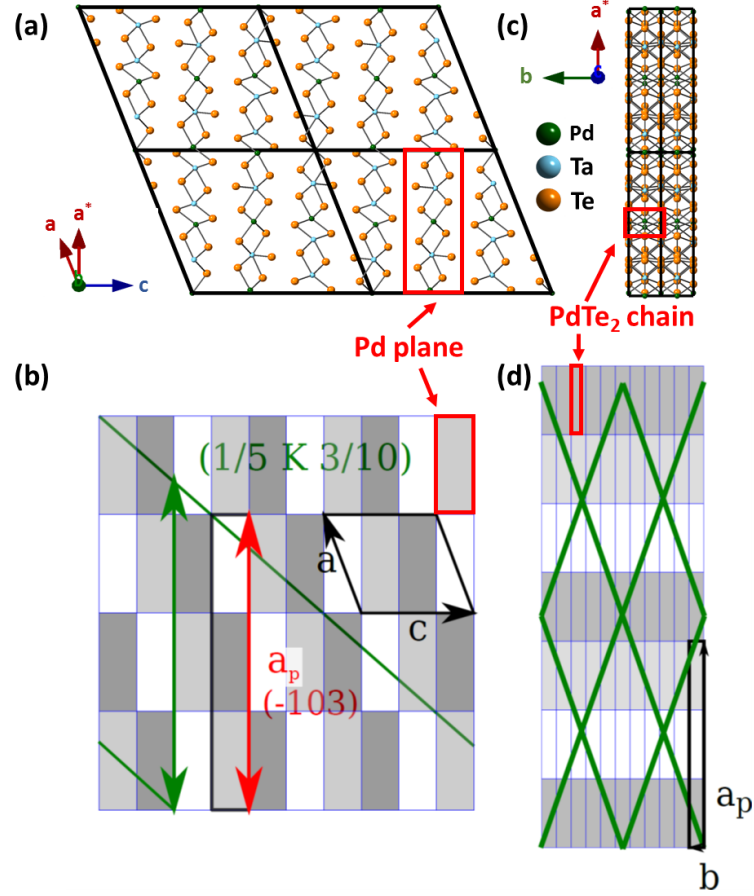 (a)
(c)
a*
b
Pd
Ta
Te
a
a*
c
PdTe₂ chain
Pd plane
(b)
(d)
(1/5 K 3/10)
a
c
aₚ
(-103)
aₚ
b